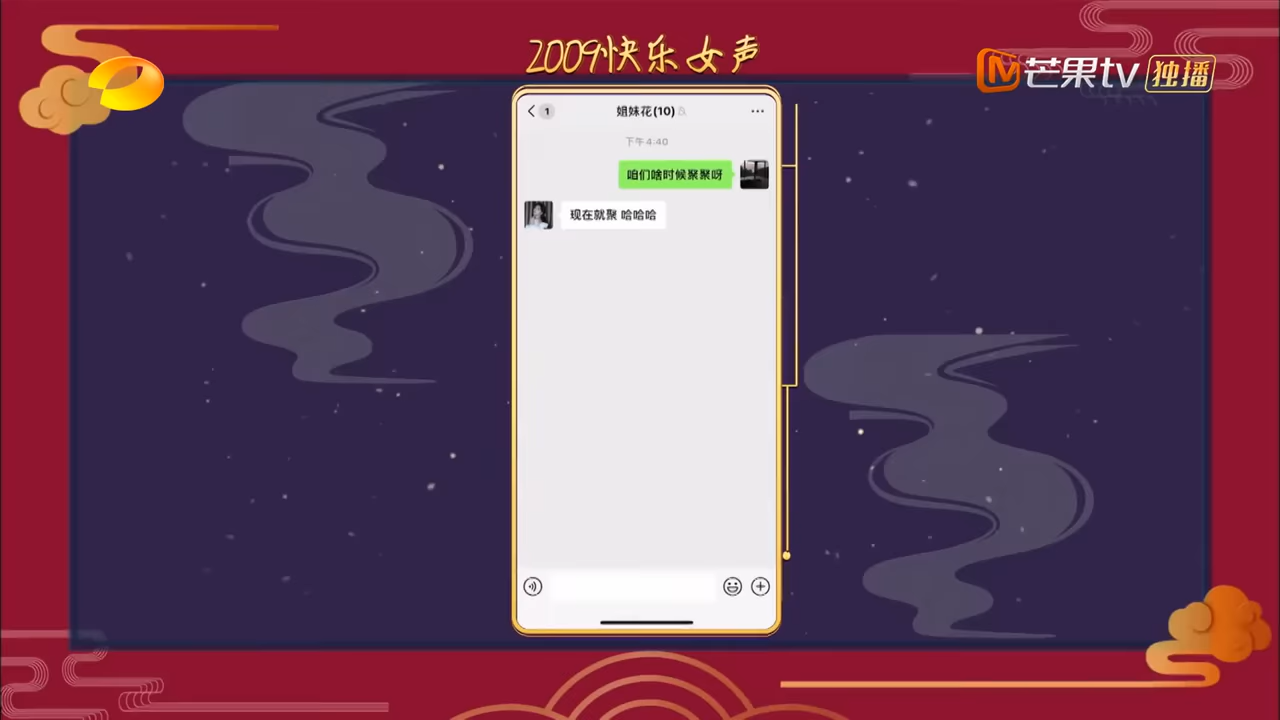 2009快乐女声
芒果tv 独播
1 姐妹花(10)
下午4:40
咱们啥时候聚聚呀
现在就聚 哈哈哈